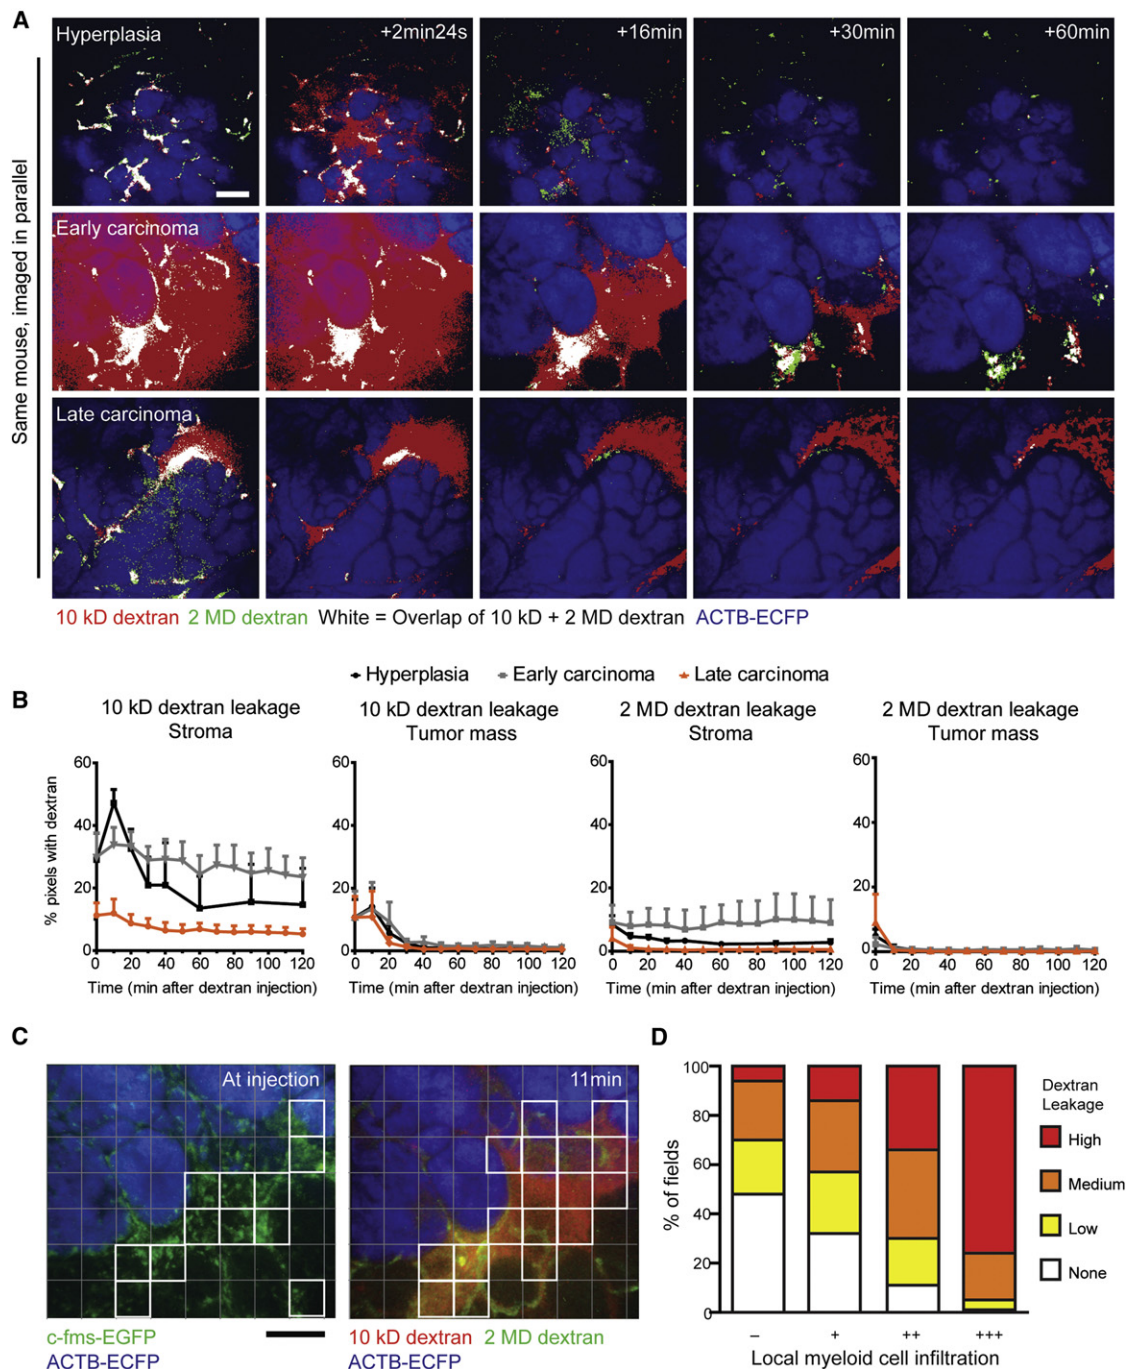 A
Same mouse, imaged in parallel
Hyperplasia
+2min24s
+16min
+30min
+60min
Early carcinoma
Late carcinoma
10 kD dextran 2 MD dextran White = Overlap of 10 kD + 2 MD dextran ACTB-ECFP
B
Hyperplasia Early carcinoma Late carcinoma
10 kD dextran leakage
Stroma
% pixels with dextran
60
40
20
0
0 20 40 60 80 100 120
Time (min after dextran injection)
10 kD dextran leakage
Tumor mass
60
40
20
0
0 20 40 60 80 100 120
Time (min after dextran injection)
2 MD dextran leakage
Stroma
60
40
20
0
0 20 40 60 80 100 120
Time (min after dextran injection)
2 MD dextran leakage
Tumor mass
60
40
20
0
0 20 40 60 80 100 120
Time (min after dextran injection)
C
At injection
c-fms-EGFP
ACTB-ECFP
11min
10 kD dextran 2 MD dextran
ACTB-ECFP
D
% of fields
100
80
60
40
20
0
– + ++ +++
Local myeloid cell infiltration
Dextran
Leakage
High
Medium
Low
None